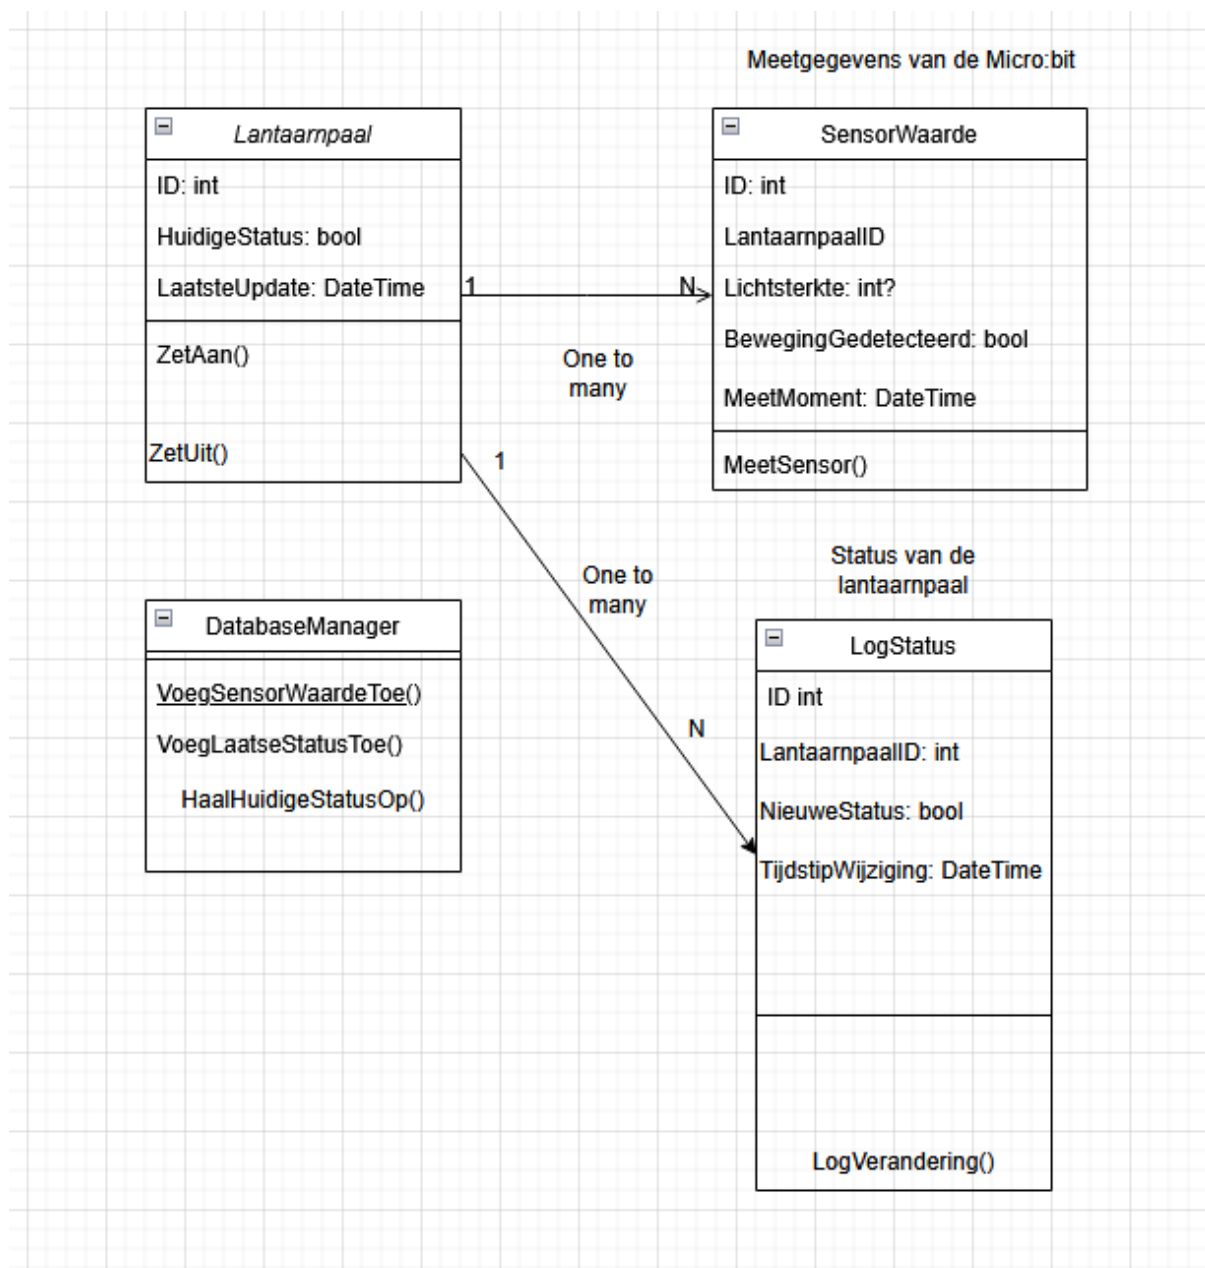 Meetgegevens van de Micro:bit
Lantaarnpaal
ID: int
HuidigeStatus: bool
LaatsteUpdate: DateTime
ZetAan()
ZetUit()
SensorWaarde
ID: int
LantaarnpaalID
Lichtsterkte: int?
BewegingGedetecteerd: bool
MeetMoment: DateTime
MeetSensor()
1
N
One to
many
1
One to
many
N
Status van de
lantaarnpaal
DatabaseManager
VoegSensorWaardeToe()
VoegLaatseStatusToe()
HaalHuidigeStatusOp()
LogStatus
ID int
LantaarnpaalID: int
NieuweStatus: bool
TijdstipWijziging: DateTime
LogVerandering()